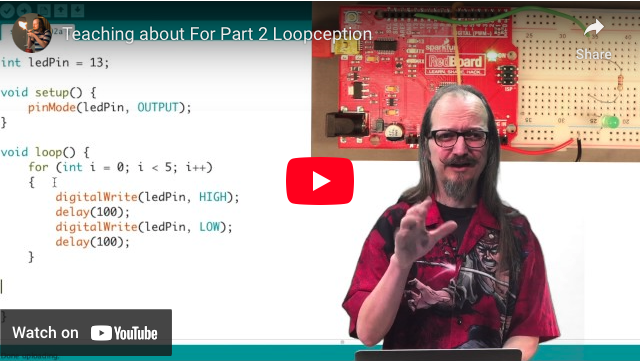 Teaching about For Part 2 Loopception
Share
int ledPin = 13;
void setup() {
pinMode(ledPin, OUTPUT);
}
void loop() {
for (int i = 0; i < 5; i++)
{
digitalWrite(ledPin, HIGH);
delay(100);
digitalWrite(ledPin, LOW);
delay(100);
}
}
sparkfun
RedBoard
LEARN. SHARE. HACK.
Watch on YouTube
Done uploading.